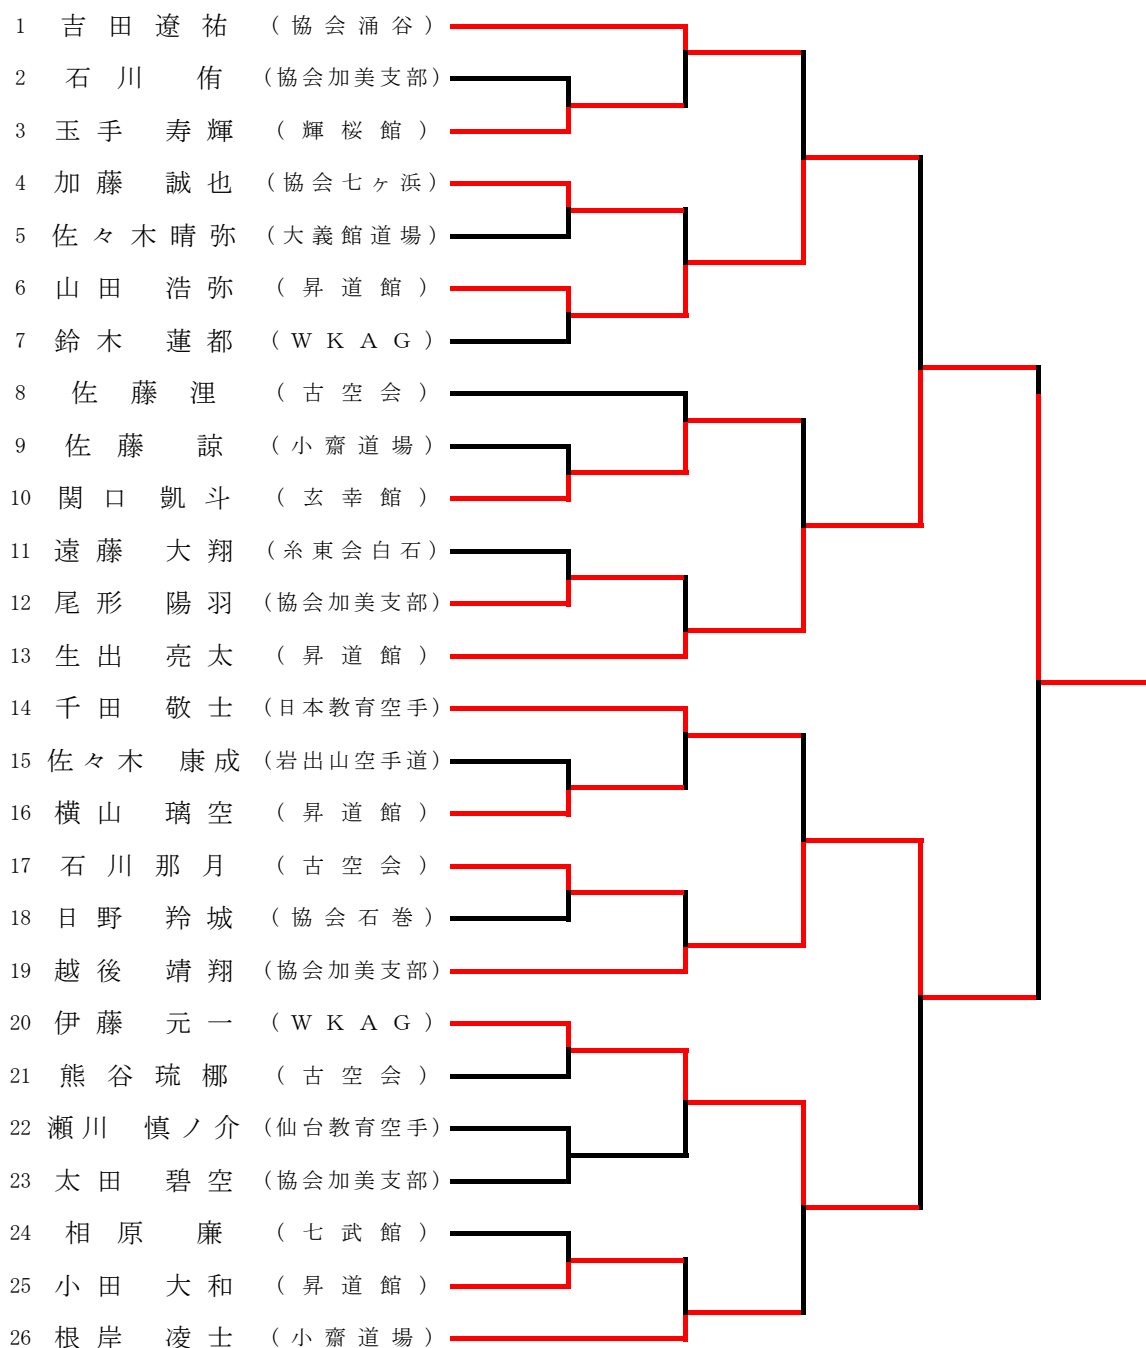 1 吉田遼祐 (協会涌谷)
2 石川 侑 (協会加美支部)
3 玉手 寿輝 (輝桜館)
4 加藤 誠也 (協会七ヶ浜)
5 佐々木晴弥 (大義館道場)
6 山田 浩弥 (昇道館)
7 鈴木 蓮都 (WKAG)
8 佐藤浬 (古空会)
9 佐藤 諒 (小齋道場)
10 関口凱斗 (玄幸館)
11 遠藤 大翔 (糸東会白石)
12 尾形 陽羽 (協会加美支部)
13 生出 亮太 (昇道館)
14 千田 敬士 (日本教育空手)
15 佐々木 康成 (岩出山空手道)
16 横山 璃空 (昇道館)
17 石川那月 (古空会)
18 日野 羚城 (協会石巻)
19 越後 靖翔 (協会加美支部)
20 伊藤 元一 (WKAG)
21 熊谷琉梛 (古空会)
22 瀬川 慎ノ介 (仙台教育空手)
23 太田 碧空 (協会加美支部)
24 相原 廉 (七武館)
25 小田 大和 (昇道館)
26 根岸 凌士 (小齋道場)